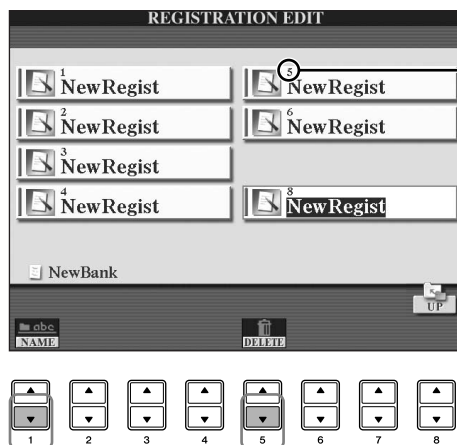 REGISTRATION EDIT
1
NewRegist
5
NewRegist
2
NewRegist
6
NewRegist
3
NewRegist
4
NewRegist
8
NewRegist
NewBank
UP
abc
NAME
DELETE
1 2 3 4 5 6 7 8